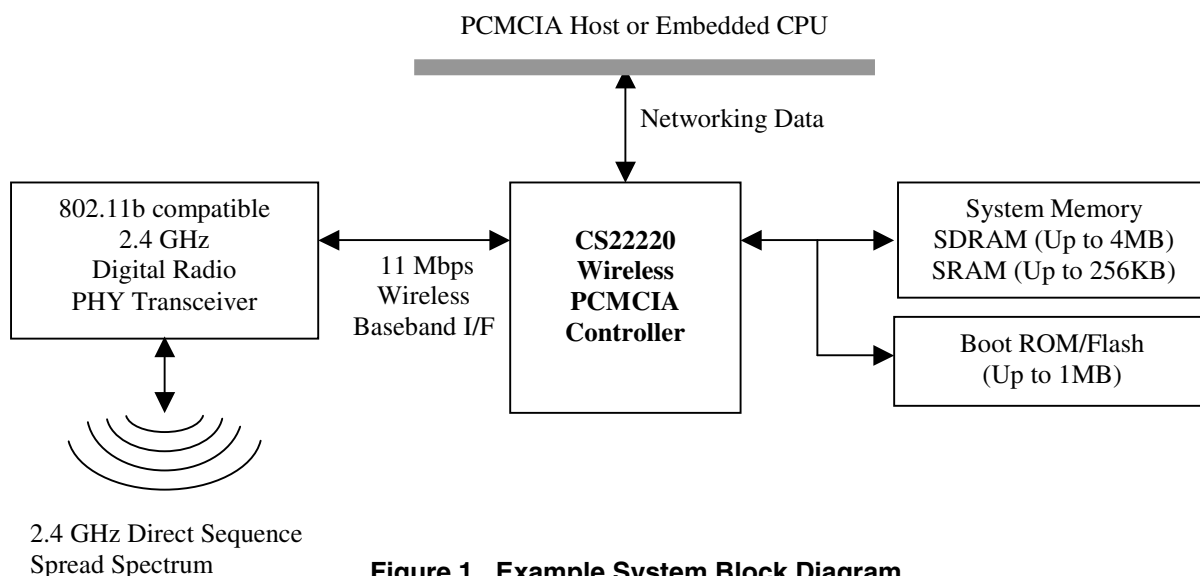 PCMCIA Host or Embedded CPU
Networking Data
802.11b compatible
2.4 GHz
Digital Radio
PHY Transceiver
11 Mbps
Wireless
Baseband I/F
CS22220
Wireless
PCMCIA
Controller
System Memory
SDRAM (Up to 4MB)
SRAM (Up to 256KB)
Boot ROM/Flash
(Up to 1MB)
2.4 GHz Direct Sequence
Spread Spectrum
Figure 1. Example System Block Diagram